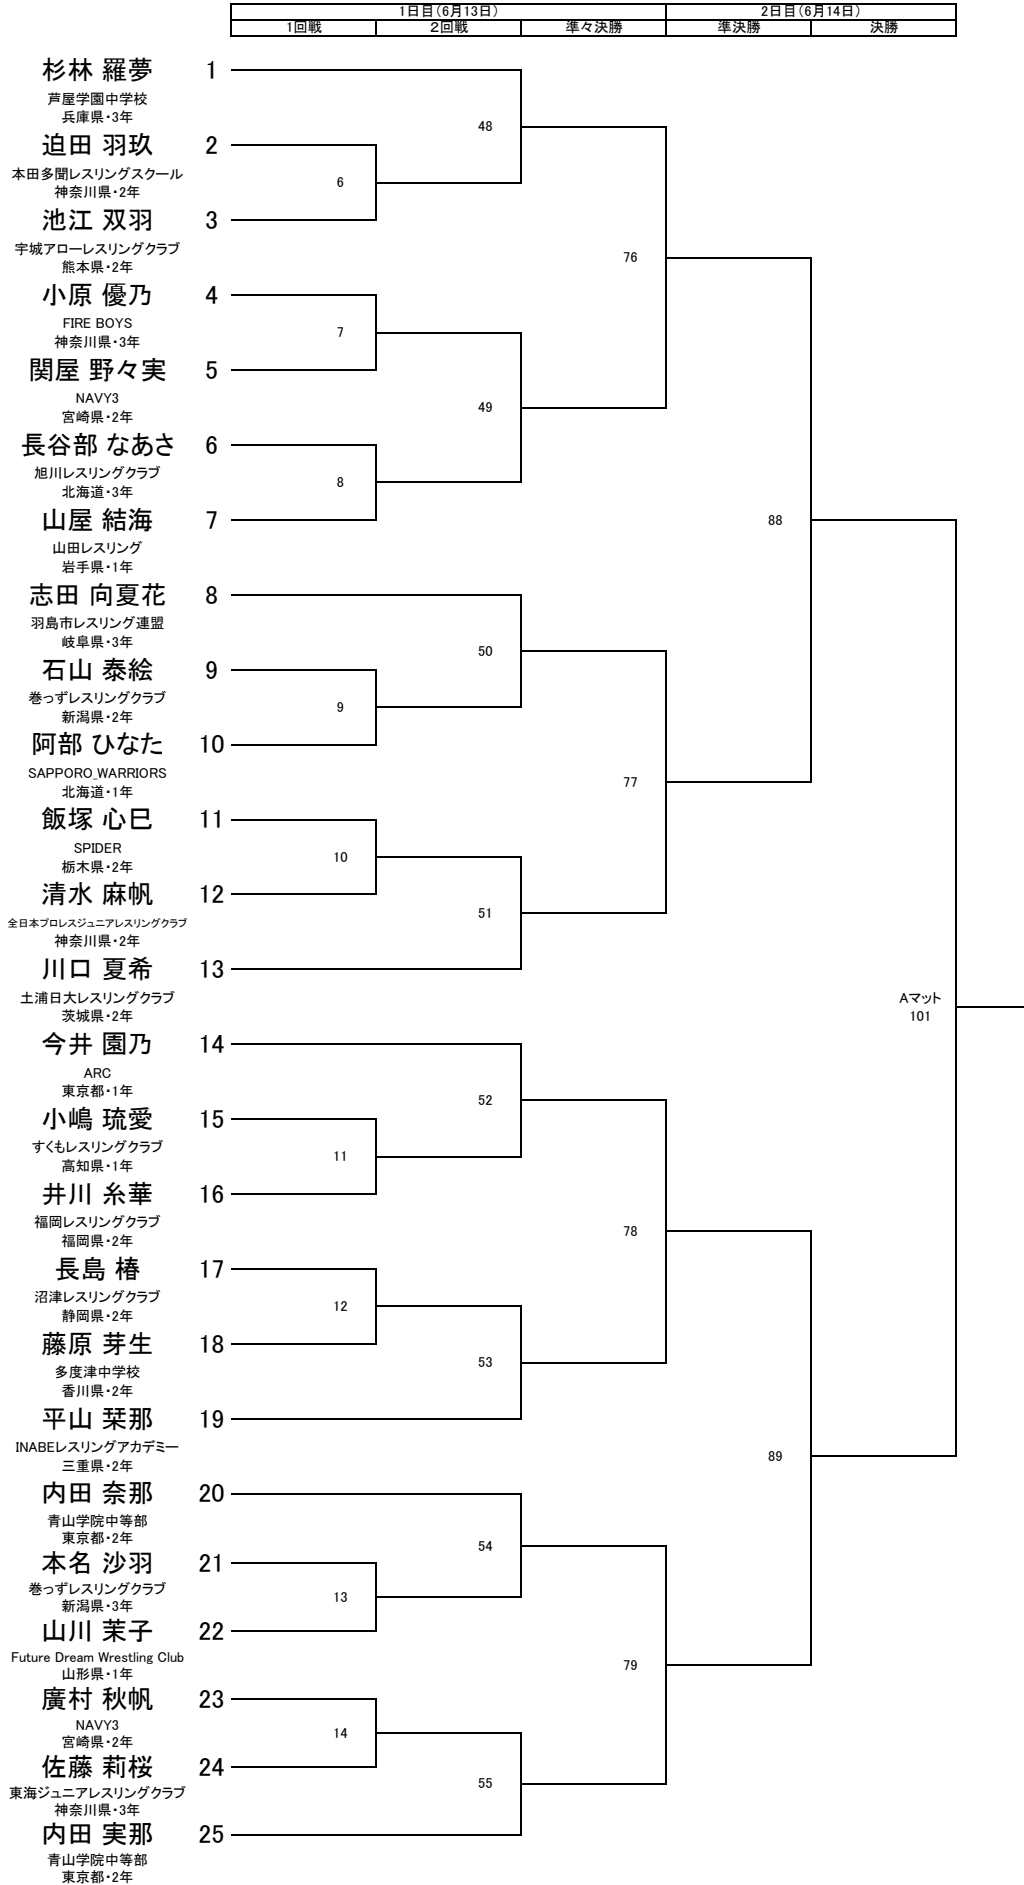 1日目(6月13日) 2日目(6月14日)
1回戦 2回戦 準々決勝 準決勝 決勝
杉林 羅夢 1
芦屋学園中学校
兵庫県・3年
48
迫田 羽玖 2
本田多聞レスリングスクール
神奈川県・2年
6
池江 双羽 3
宇城アローレスリングクラブ
熊本県・2年
76
小原 優乃 4
FIRE BOYS
神奈川県・3年
7
関屋 野々実 5
NAVY3
宮崎県・2年
49
長谷部 なあさ 6
旭川レスリングクラブ
北海道・3年
8
山屋 結海 7
88
山田レスリング
岩手県・1年
志田 向夏花 8
羽島市レスリング連盟
岐阜県・3年
50
石山 泰絵 9
巻っずレスリングクラブ
新潟県・2年
9
阿部 ひなた 10
SAPPORO_WARRIORS
北海道・1年
77
飯塚 心巳 11
SPIDER
栃木県・2年
10
清水 麻帆 12
全日本プロレスジュニアレスリングクラブ
神奈川県・2年
51
川口 夏希 13
土浦日大レスリングクラブ
茨城県・2年
Aマット
101
今井 園乃 14
ARC
東京都・1年
52
小嶋 琉愛 15
すくもレスリングクラブ
高知県・1年
11
井川 糸華 16
福岡レスリングクラブ
福岡県・2年
78
長島 椿 17
沼津レスリングクラブ
静岡県・2年
12
藤原 芽生 18
多度津中学校
香川県・2年
53
平山 栞那 19
INABEレスリングアカデミー
三重県・2年
89
内田 奈那 20
青山学院中等部
東京都・2年
54
本名 沙羽 21
巻っずレスリングクラブ
新潟県・3年
13
山川 茉子 22
Future Dream Wrestling Club
山形県・1年
79
廣村 秋帆 23
NAVY3
宮崎県・2年
14
佐藤 莉桜 24
東海ジュニアレスリングクラブ
神奈川県・3年
55
内田 実那 25
青山学院中等部
東京都・2年